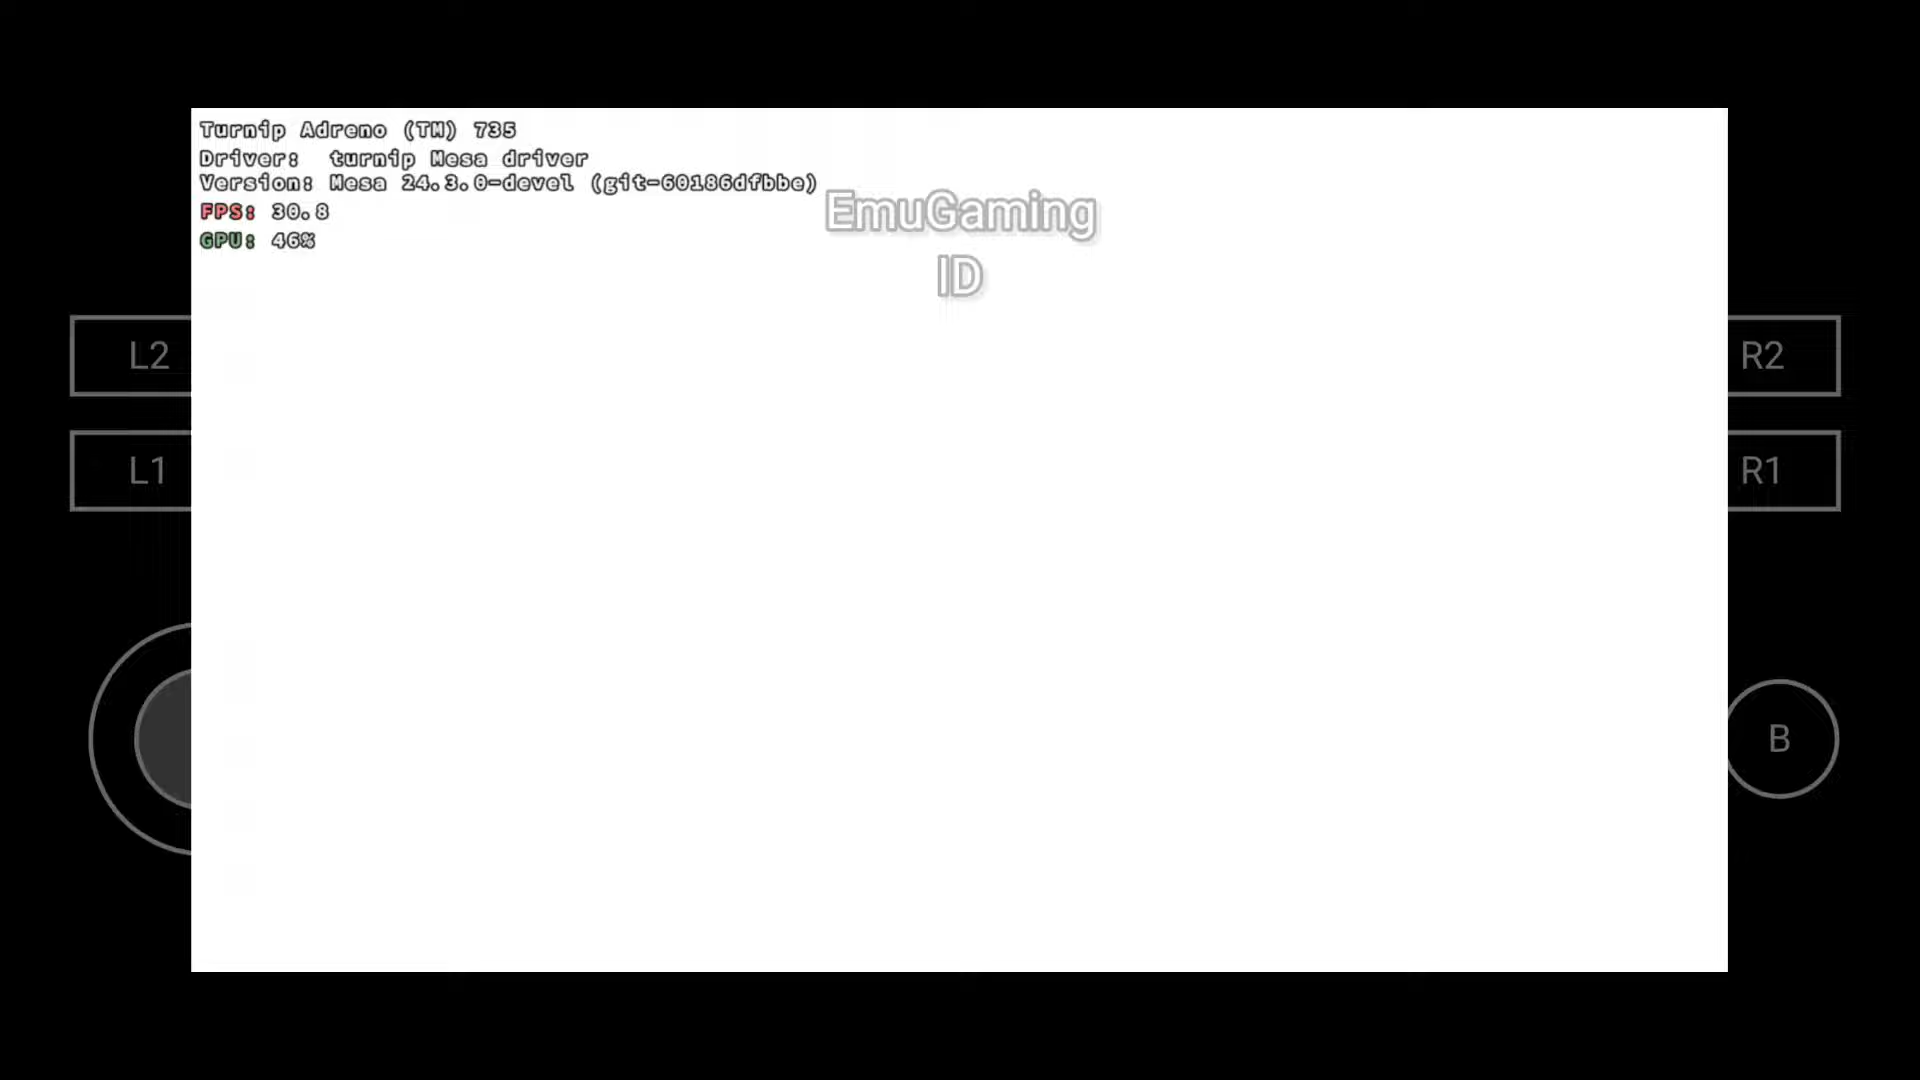 Turnip Adreno (TM) 735
Driver: turnip Mesa driver
Version: Mesa 24.3.0-devel (git-60186dfbbe)
FPS: 30.8
GPU: 46%
EmuGaming
ID
L2
R2
L1
R1
B